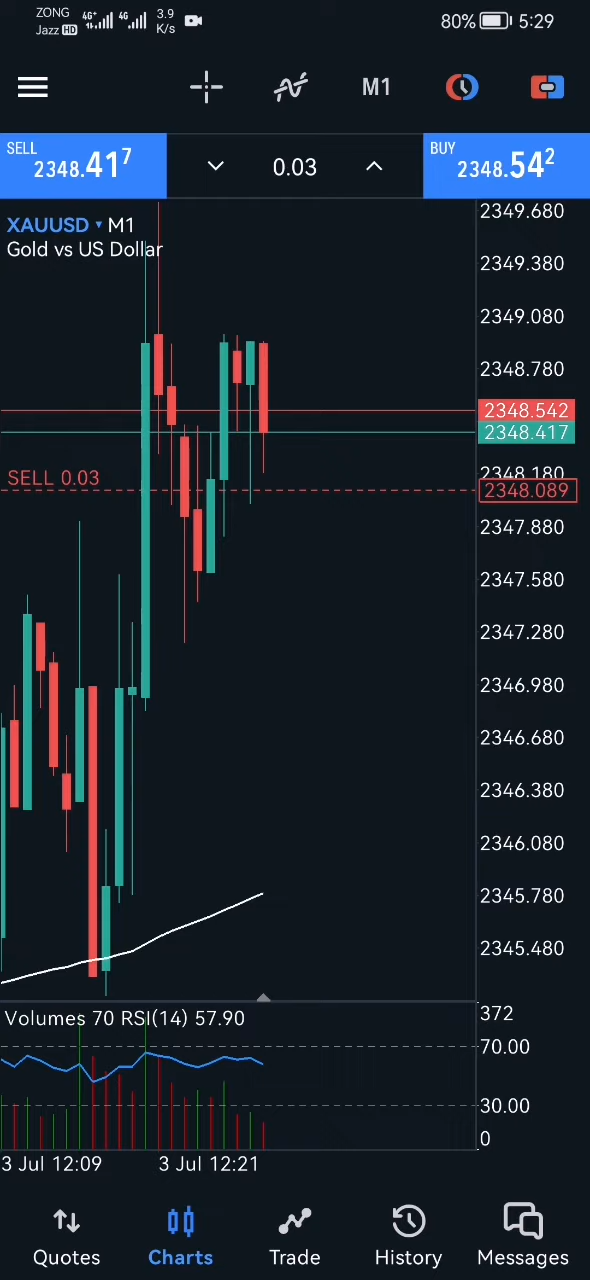 ZONG 4G+ 4G 3.9 80% 5:29
Jazz HD K/s
M1
SELL BUY
2348.417 0.03 2348.542
XAUUSD M1
Gold vs US Dollar
2349.680
2349.380
2349.080
2348.780
2348.542
2348.417
2348.180
SELL 0.03
2348.089
2347.880
2347.580
2347.280
2346.980
2346.680
2346.380
2346.080
2345.780
2345.480
Volumes 70 RSI(14) 57.90
372
70.00
30.00
0
3 Jul 12:09 3 Jul 12:21
Quotes Charts Trade History Messages